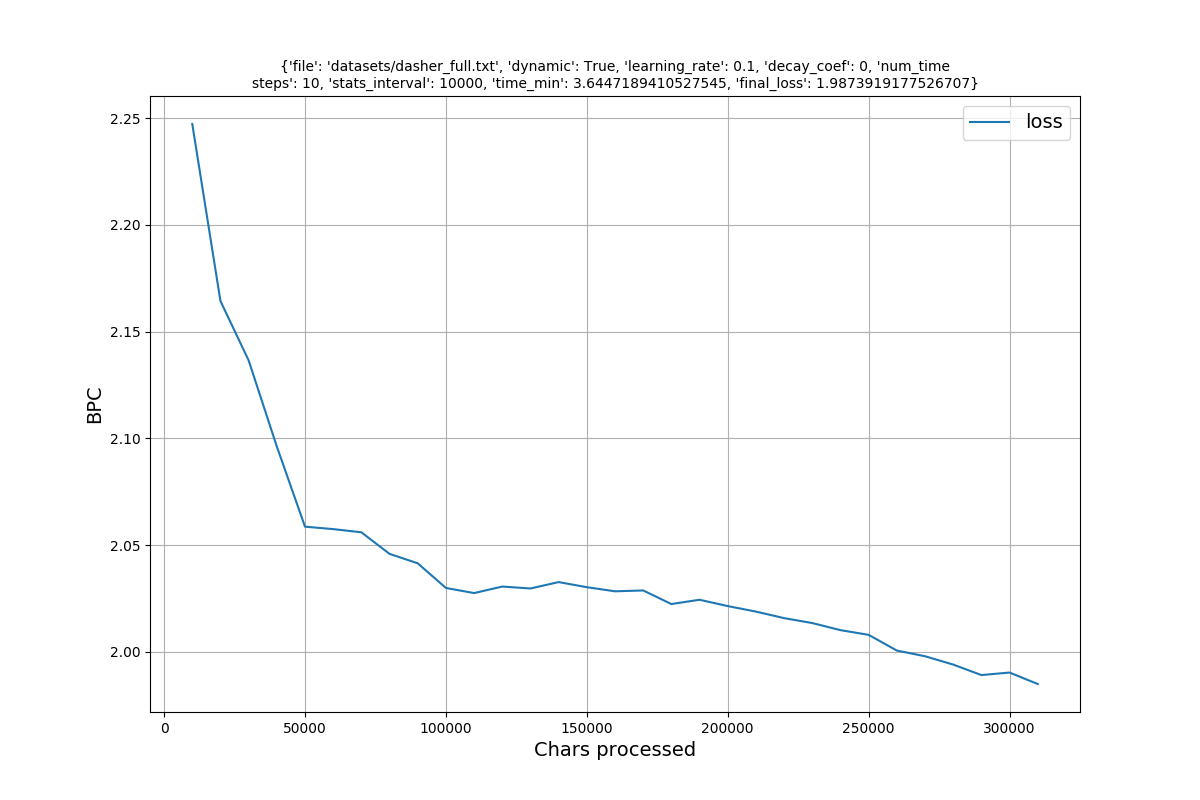 {'file': 'datasets/dasher_full.txt', 'dynamic': True, 'learning_rate': 0.1, 'decay_coef': 0, 'num_time
steps': 10, 'stats_interval': 10000, 'time_min': 3.6447189410527545, 'final_loss': 1.9873919177526707}
loss
2.25
2.20
2.15
2.10
2.05
2.00
BPC
0 50000 100000 150000 200000 250000 300000
Chars processed